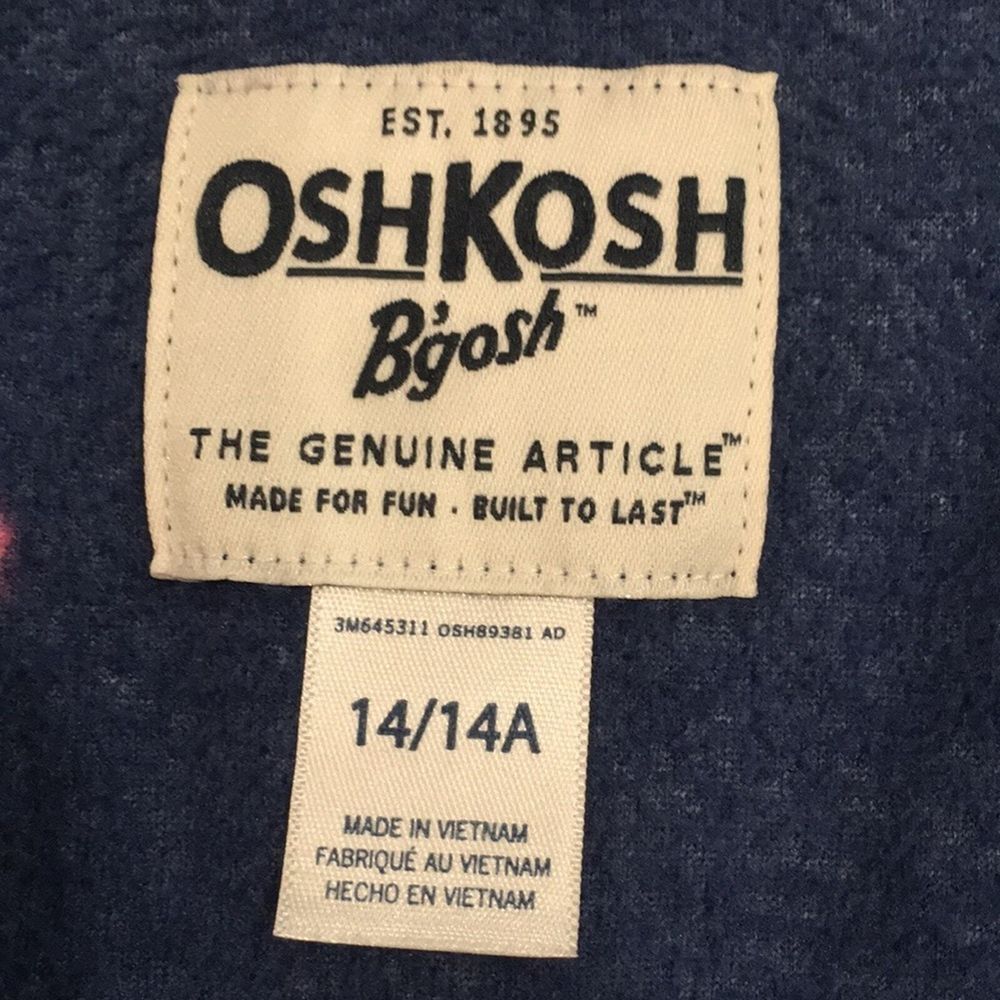 EST. 1895
OSHKOSH
B'gosh™
THE GENUINE ARTICLE™
MADE FOR FUN · BUILT TO LAST™
3M645311 OSH89381 AD
14/14A
MADE IN VIETNAM
FABRIQUÉ AU VIETNAM
HECHO EN VIETNAM